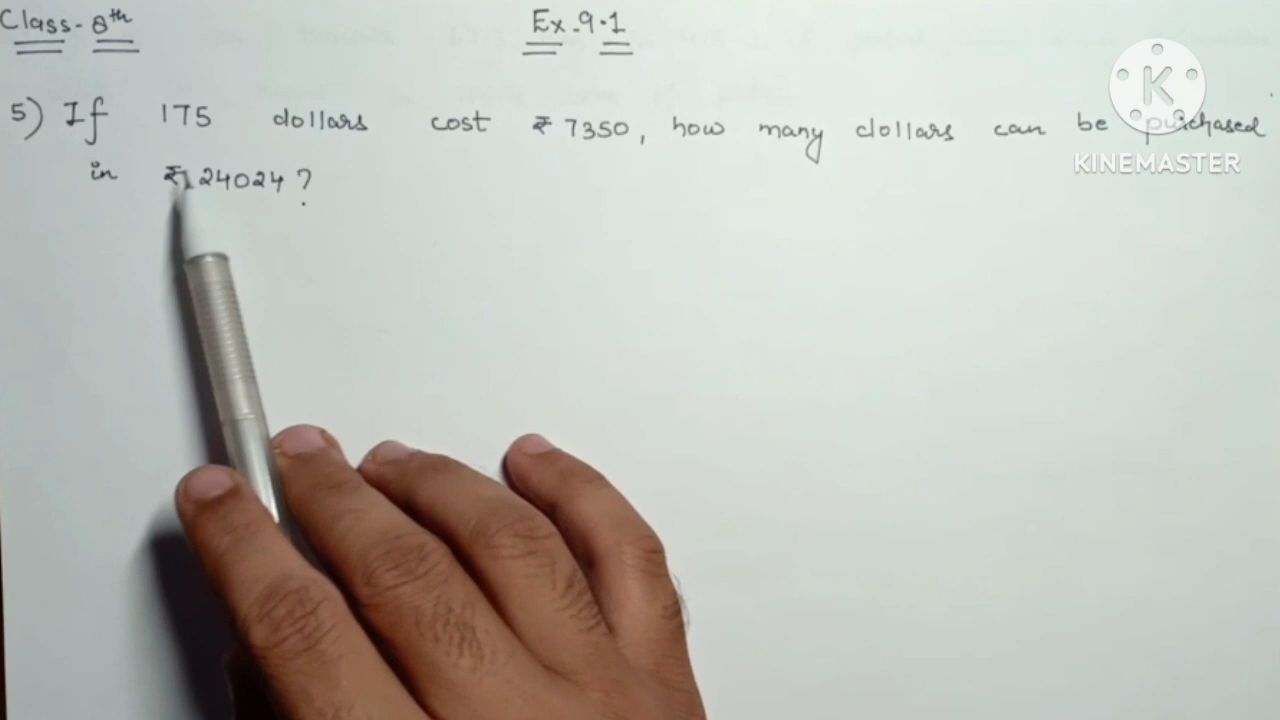 Class-8th
Ex-9.1
5) If 175 dollars cost ₹ 7350, how many dollars can be purchased
in ₹ 24024?
K
KINEMASTER